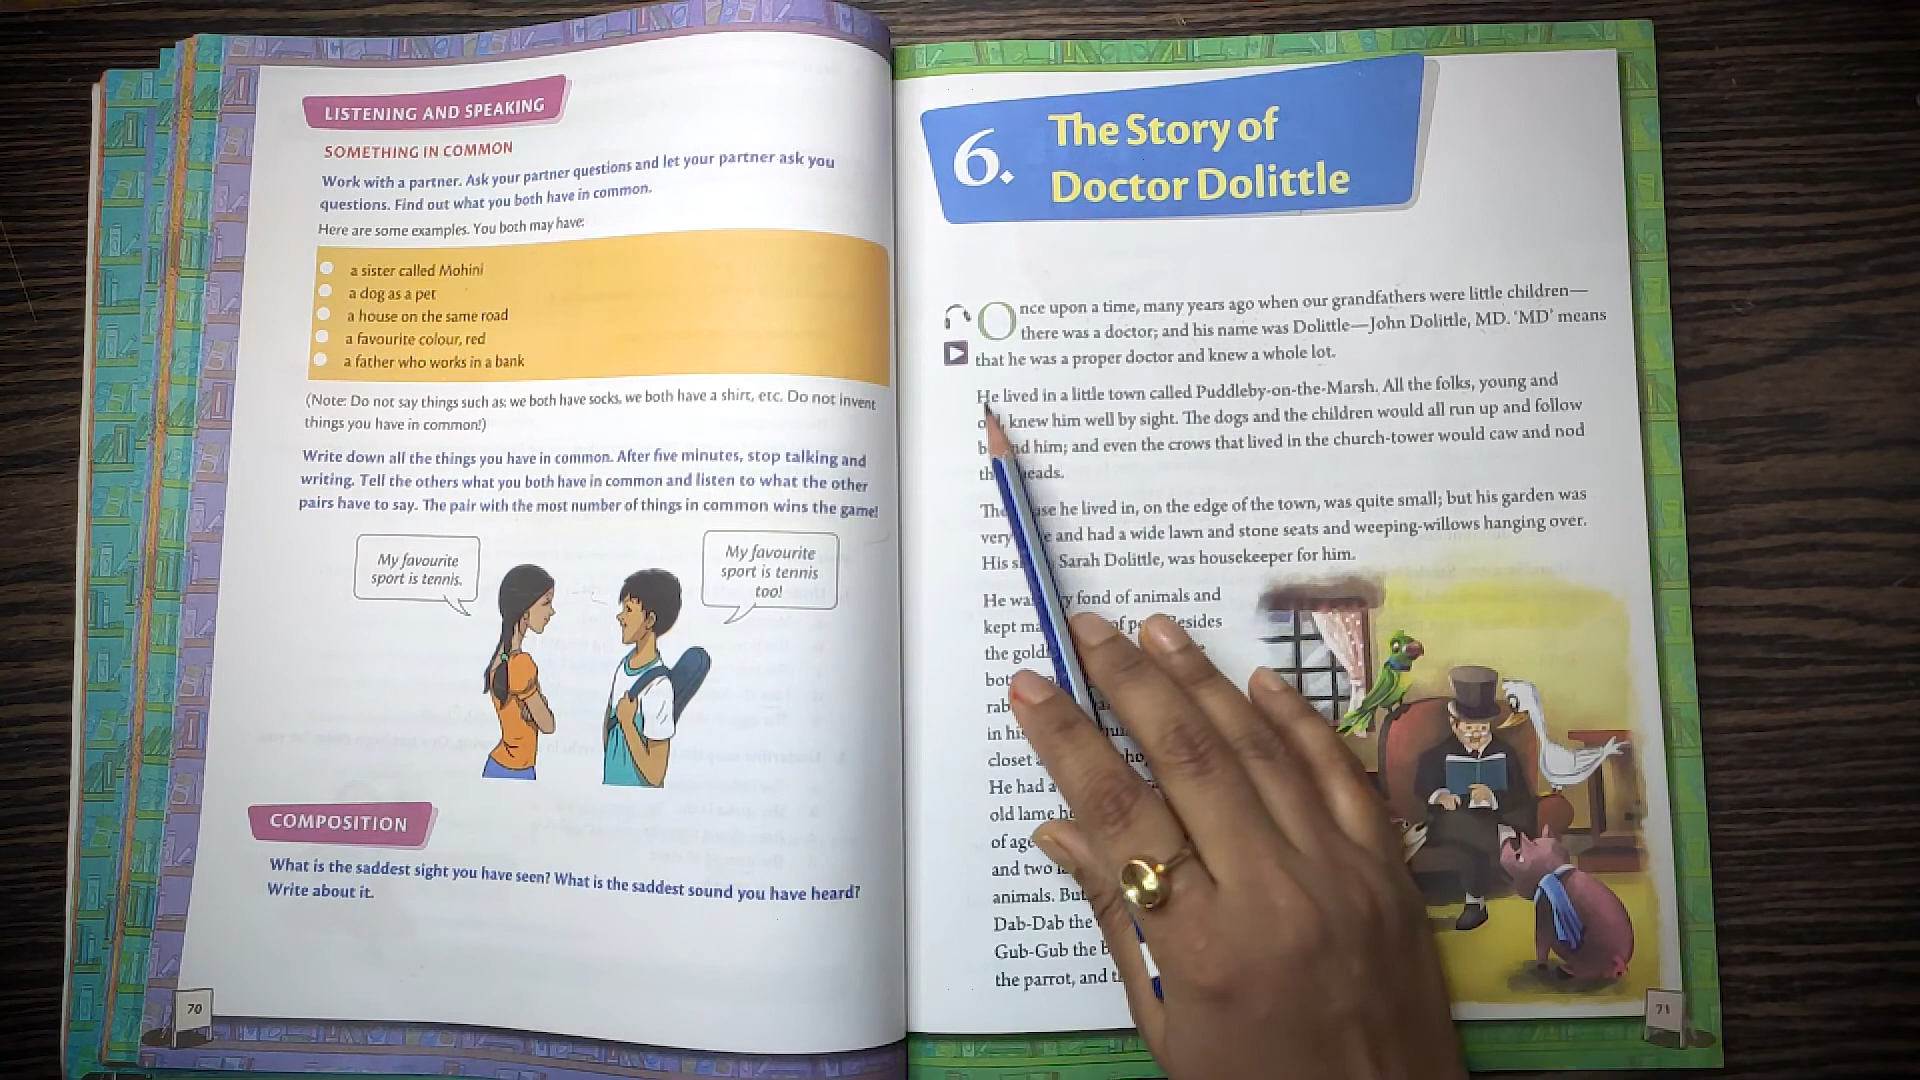 LISTENING AND SPEAKING
SOMETHING IN COMMON
Work with a partner. Ask your partner questions and let your partner ask you
questions. Find out what you both have in common.
Here are some examples. You both may have:
a sister called Mohini
a dog as a pet
a house on the same road
a favourite colour, red
a father who works in a bank
(Note: Do not say things such as: we both have socks, we both have a shirt, etc. Do not invent
things you have in common!)
Write down all the things you have in common. After five minutes, stop talking and
writing. Tell the others what you both have in common and listen to what the other
pairs have to say. The pair with the most number of things in common wins the game!
My favourite
sport is tennis.
My favourite
sport is tennis
too!
COMPOSITION
What is the saddest sight you have seen? What is the saddest sound you have heard?
Write about it.
70
6. The Story of
Doctor Dolittle
Once upon a time, many years ago when our grandfathers were little children—
there was a doctor; and his name was Dolittle—John Dolittle, MD. ‘MD’ means
that he was a proper doctor and knew a whole lot.
He lived in a little town called Puddleby-on-the-Marsh. All the folks, young and
knew him well by sight. The dogs and the children would all run up and follow
him; and even the crows that lived in the church-tower would caw and nod
heads.
The he lived in, on the edge of the town, was quite small; but his garden was
very and had a wide lawn and stone seats and weeping-willows hanging over.
His Sarah Dolittle, was housekeeper for him.
He fond of animals and
kept of
the
in
closet
He had a
old lame
of
and two
animals. But
Dab-Dab the
Gub-Gub the
the parrot, and
71